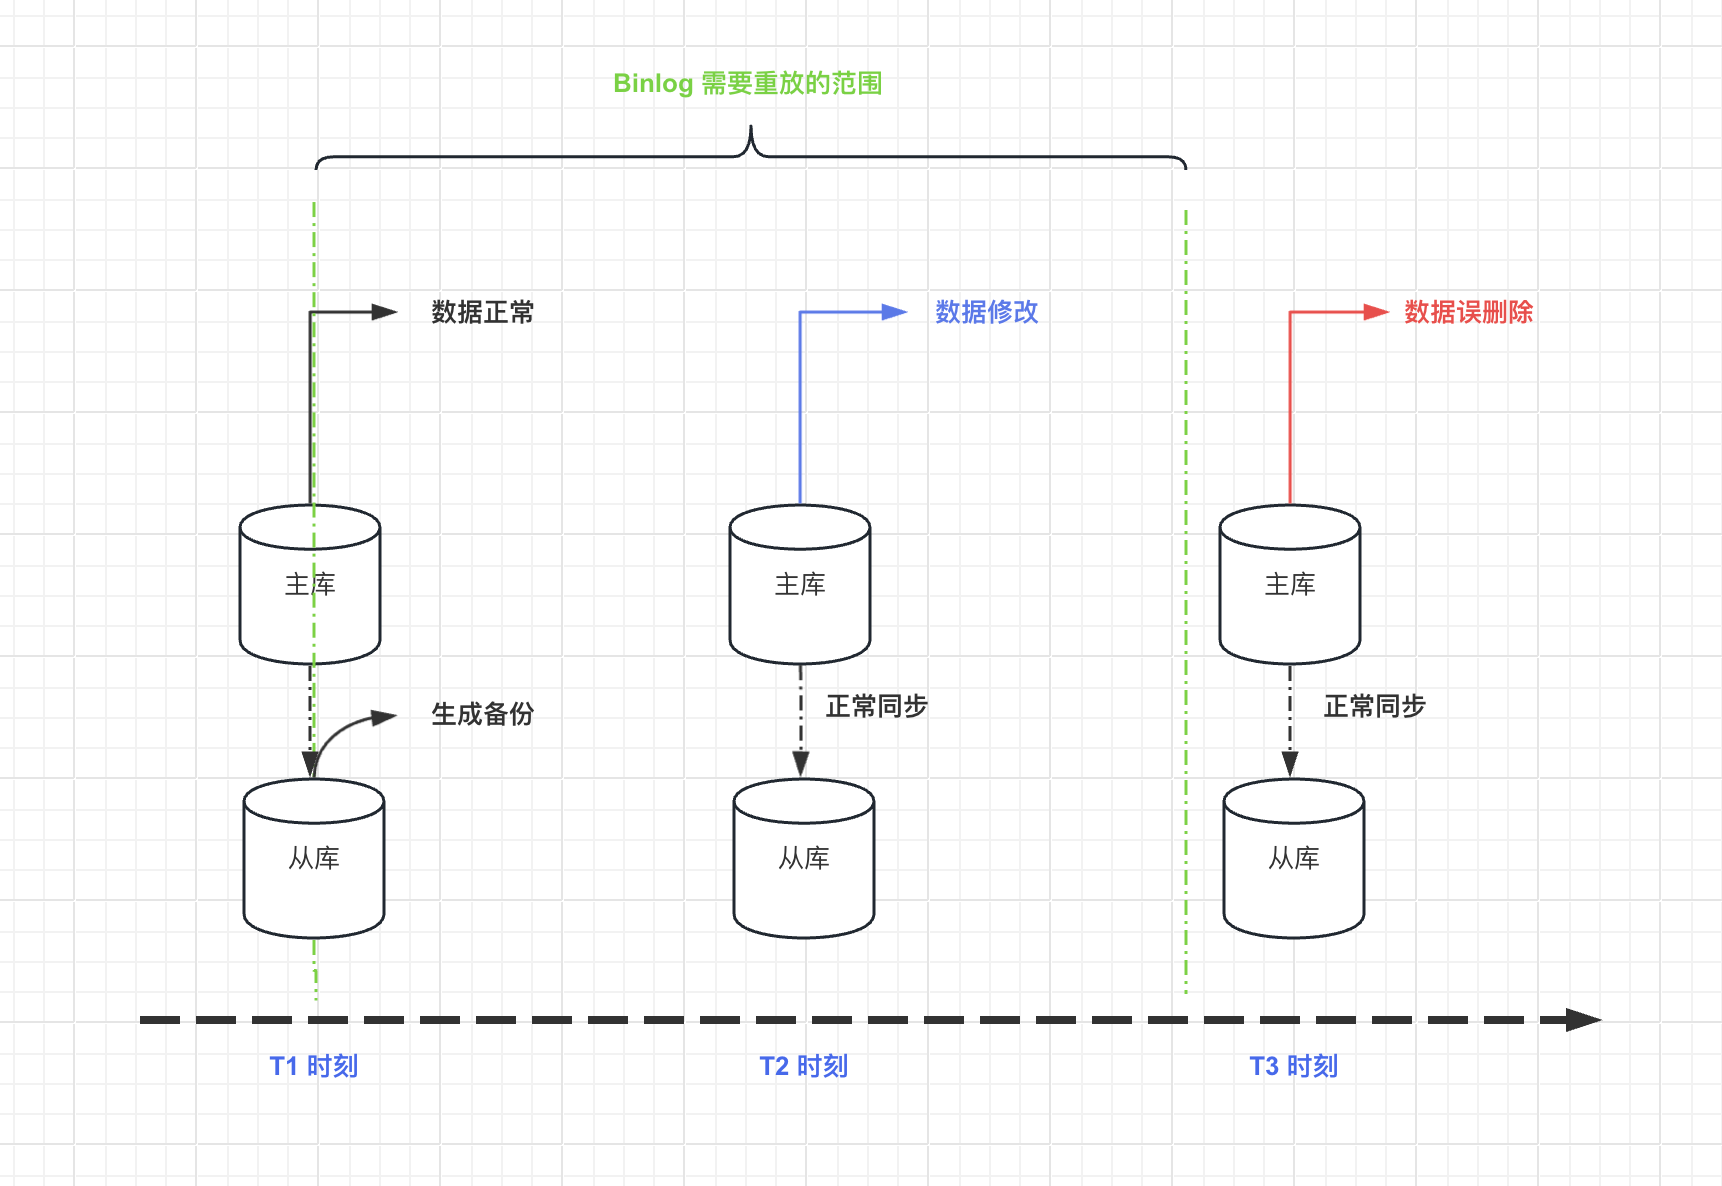 Binlog 需要重放的范围
数据正常
数据修改
数据误删除
主库
主库
主库
生成备份
正常同步
正常同步
从库
从库
从库
T1 时刻
T2 时刻
T3 时刻